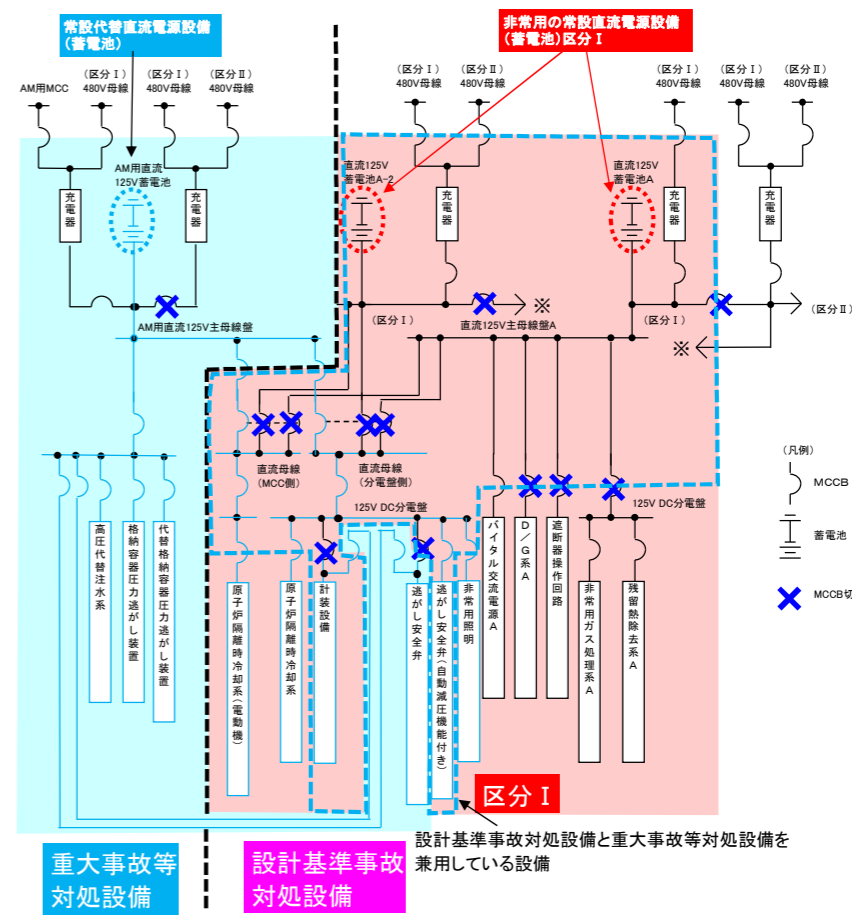 常設代替直流電源設備
(蓄電池)
非常用の常設直流電源設備
(蓄電池)区分Ⅰ
AM用MCC
(区分Ⅰ)
480V母線
(区分Ⅰ)
480V母線
(区分Ⅱ)
480V母線
(区分Ⅰ)
480V母線
(区分Ⅱ)
480V母線
(区分Ⅰ)
480V母線
(区分Ⅰ)
480V母線
(区分Ⅱ)
480V母線
AM用直流
125V蓄電池
直流125V
蓄電池A-2
直流125V
蓄電池A
充電器
充電器
充電器
充電器
充電器
※
(区分Ⅱ)
AM用直流125V主母線盤
(区分Ⅰ)
直流125V主母線盤A
(区分Ⅰ)
※
直流母線
(MCC側)
直流母線
(分電盤側)
125V DC分電盤
125V DC分電盤
高圧代替注水系
格納容器圧力逃がし装置
代替格納容器圧力逃がし装置
原子炉隔離時冷却系(電動機)
原子炉隔離時冷却系
計装設備
逃がし安全弁
逃がし安全弁(自動減圧機能付き)
非常用照明
バイタル交流電源A
D/G系A
遮断器操作回路
非常用ガス処理系A
残留熱除去系A
(凡例)
MCCB
蓄電池
MCCB切
区分Ⅰ
設計基準事故対処設備と重大事故等対処設備を
兼用している設備
重大事故等
対処設備
設計基準事故
対処設備